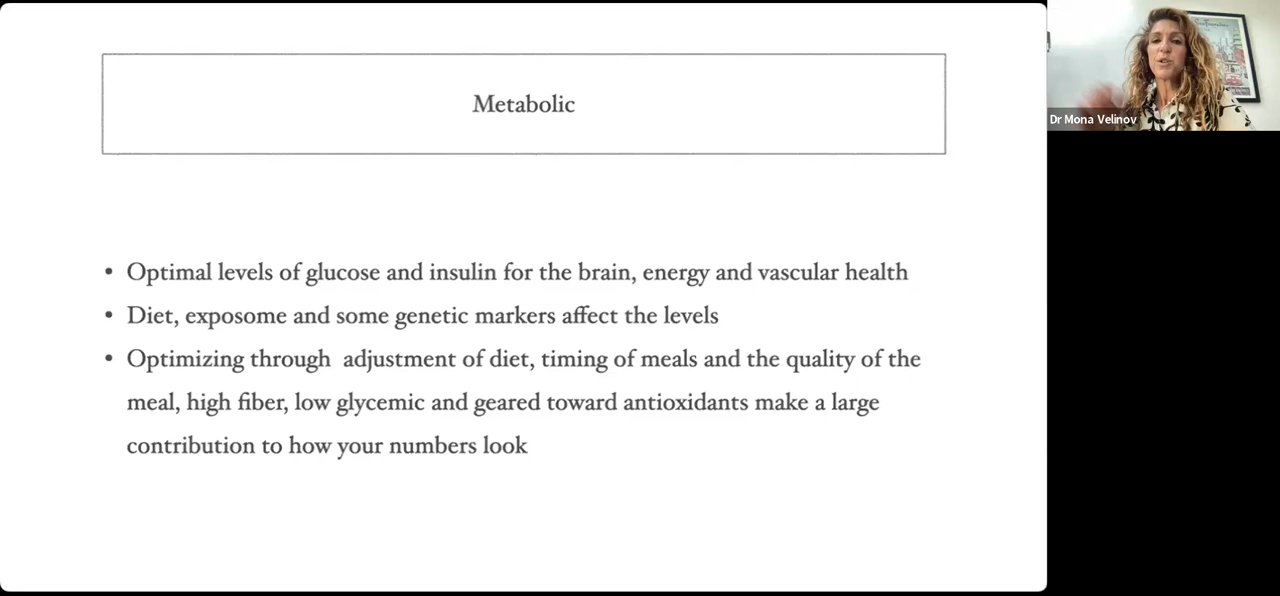 Metabolic
Dr Mona Velinov
• Optimal levels of glucose and insulin for the brain, energy and vascular health
• Diet, exposome and some genetic markers affect the levels
• Optimizing through  adjustment of diet, timing of meals and the quality of the
meal, high fiber, low glycemic and geared toward antioxidants make a large
contribution to how your numbers look